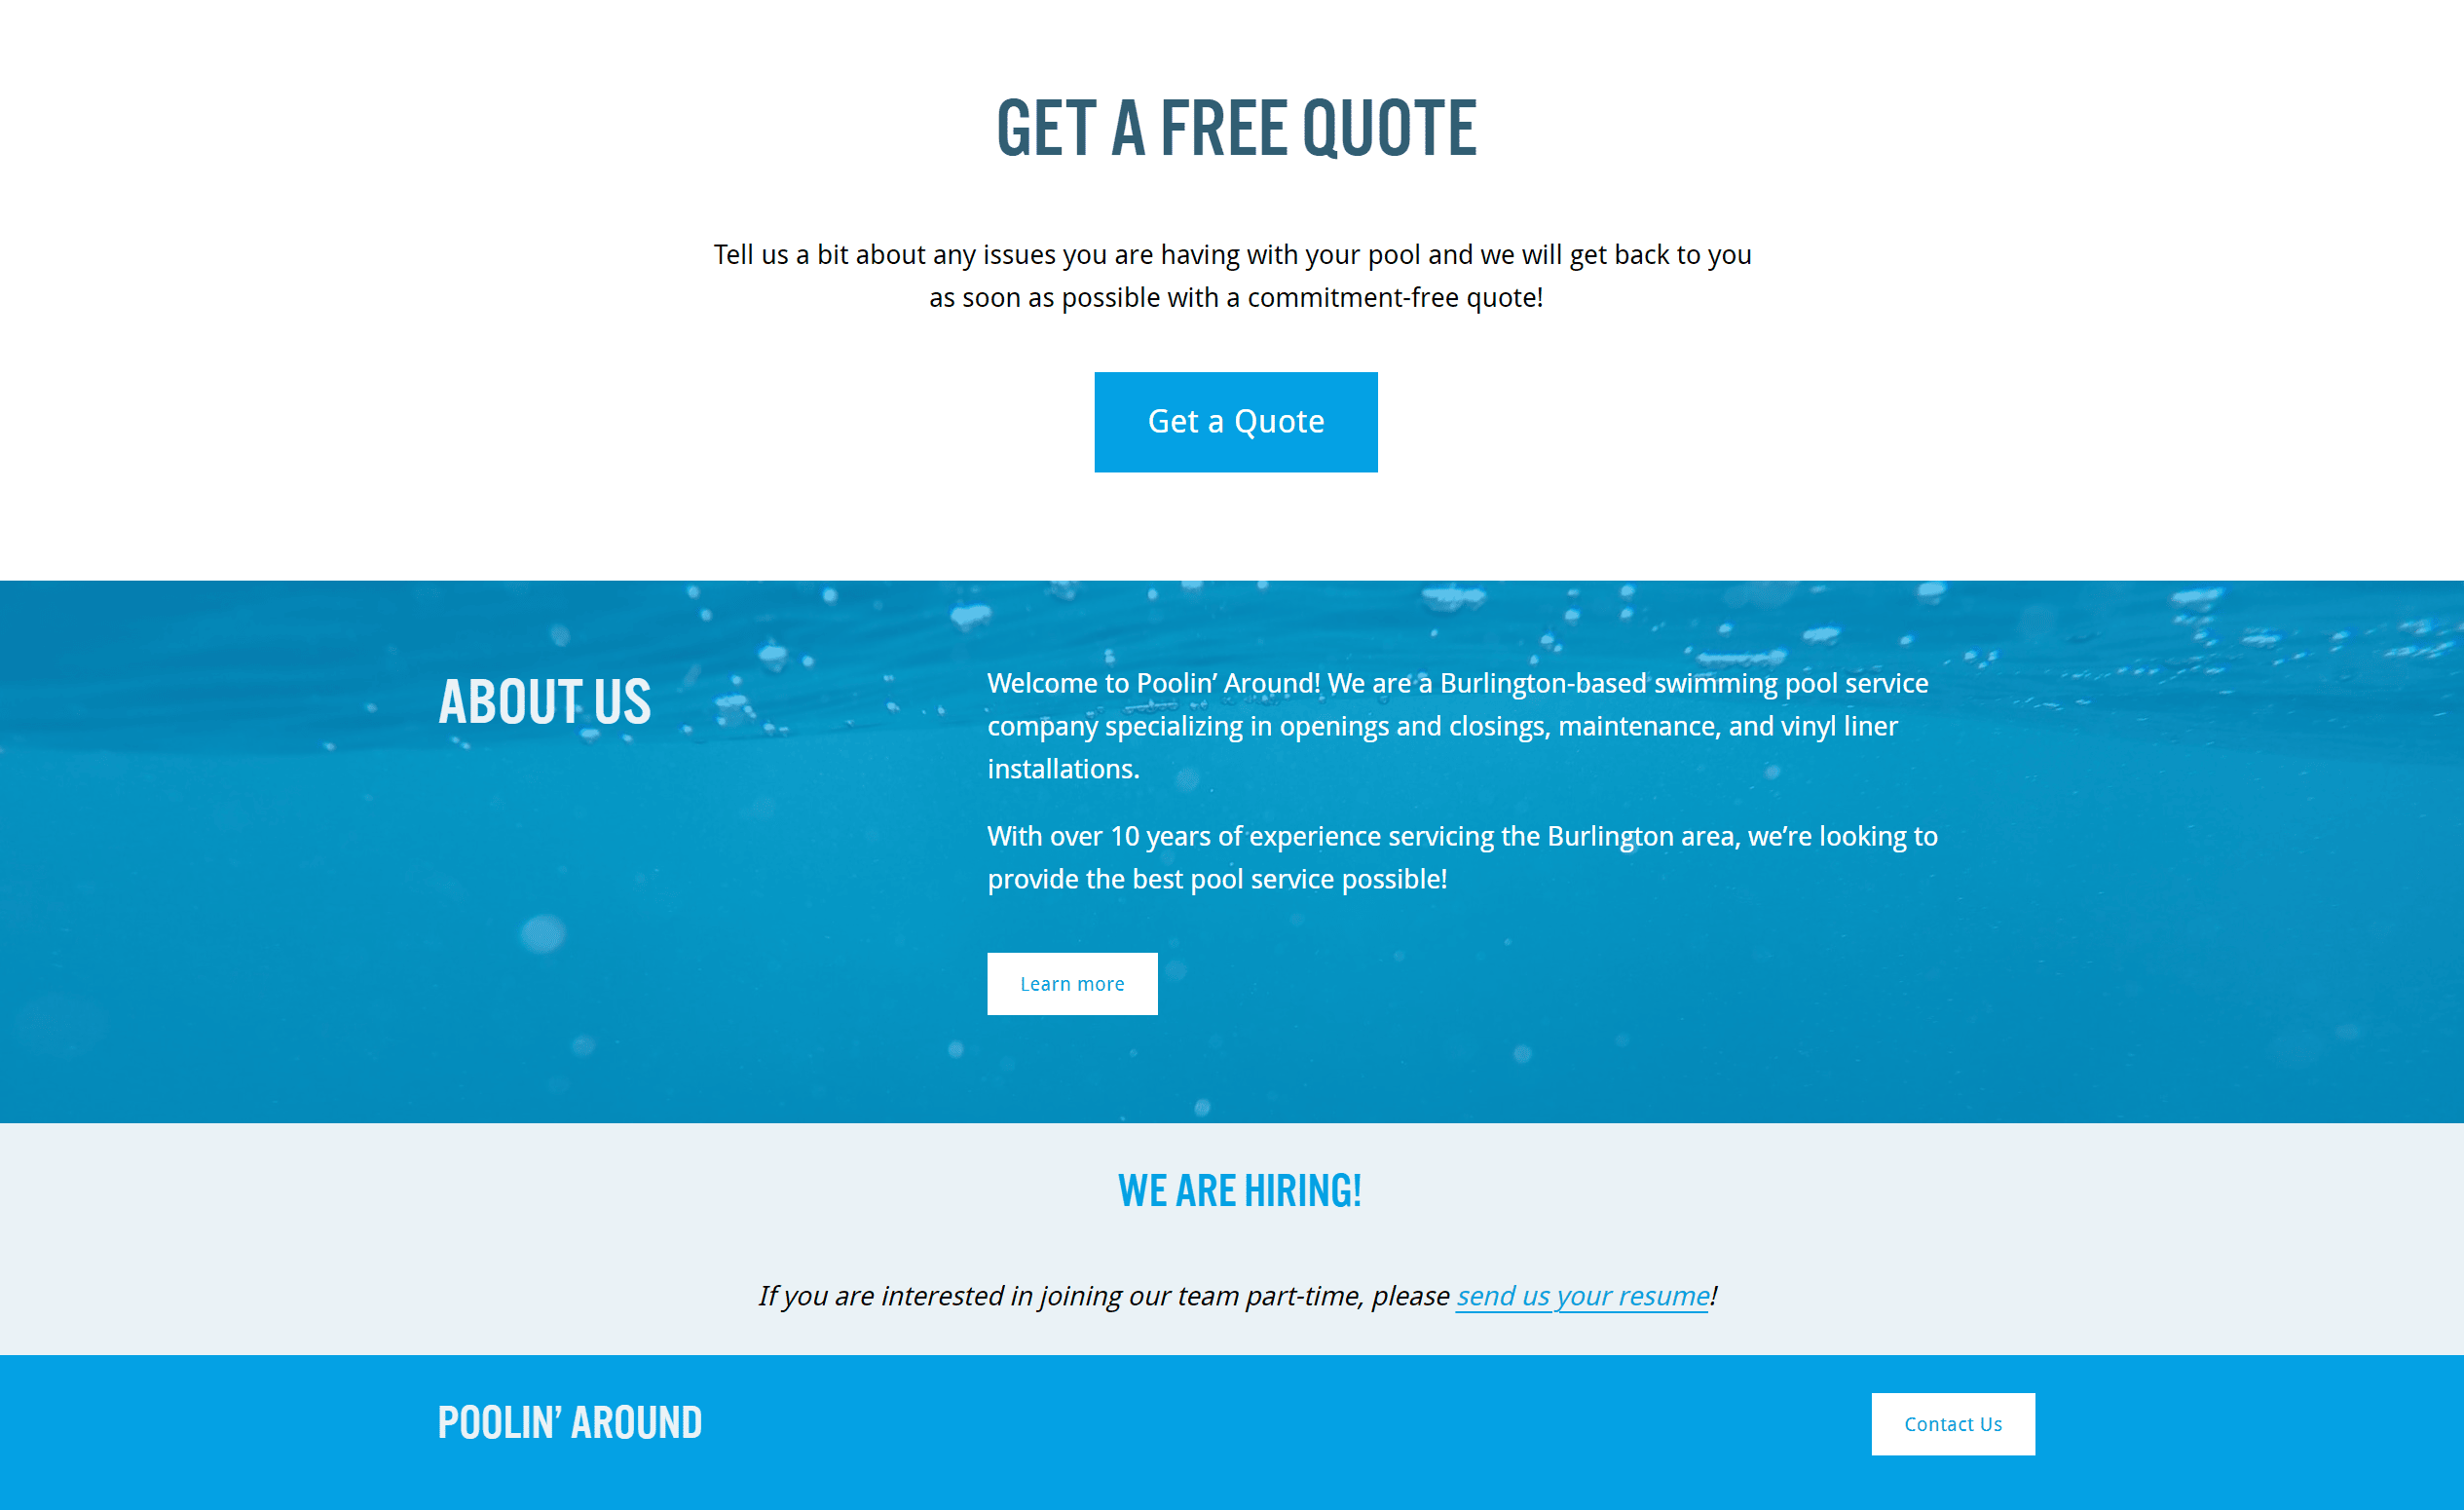 GET A FREE QUOTE
Tell us a bit about any issues you are having with your pool and we will get back to you
as soon as possible with a commitment-free quote!
Get a Quote
ABOUT US
Welcome to Poolin’ Around! We are a Burlington-based swimming pool service
company specializing in openings and closings, maintenance, and vinyl liner
installations.
With over 10 years of experience servicing the Burlington area, we’re looking to
provide the best pool service possible!
Learn more
WE ARE HIRING!
If you are interested in joining our team part-time, please send us your resume!
POOLIN’ AROUND
Contact Us